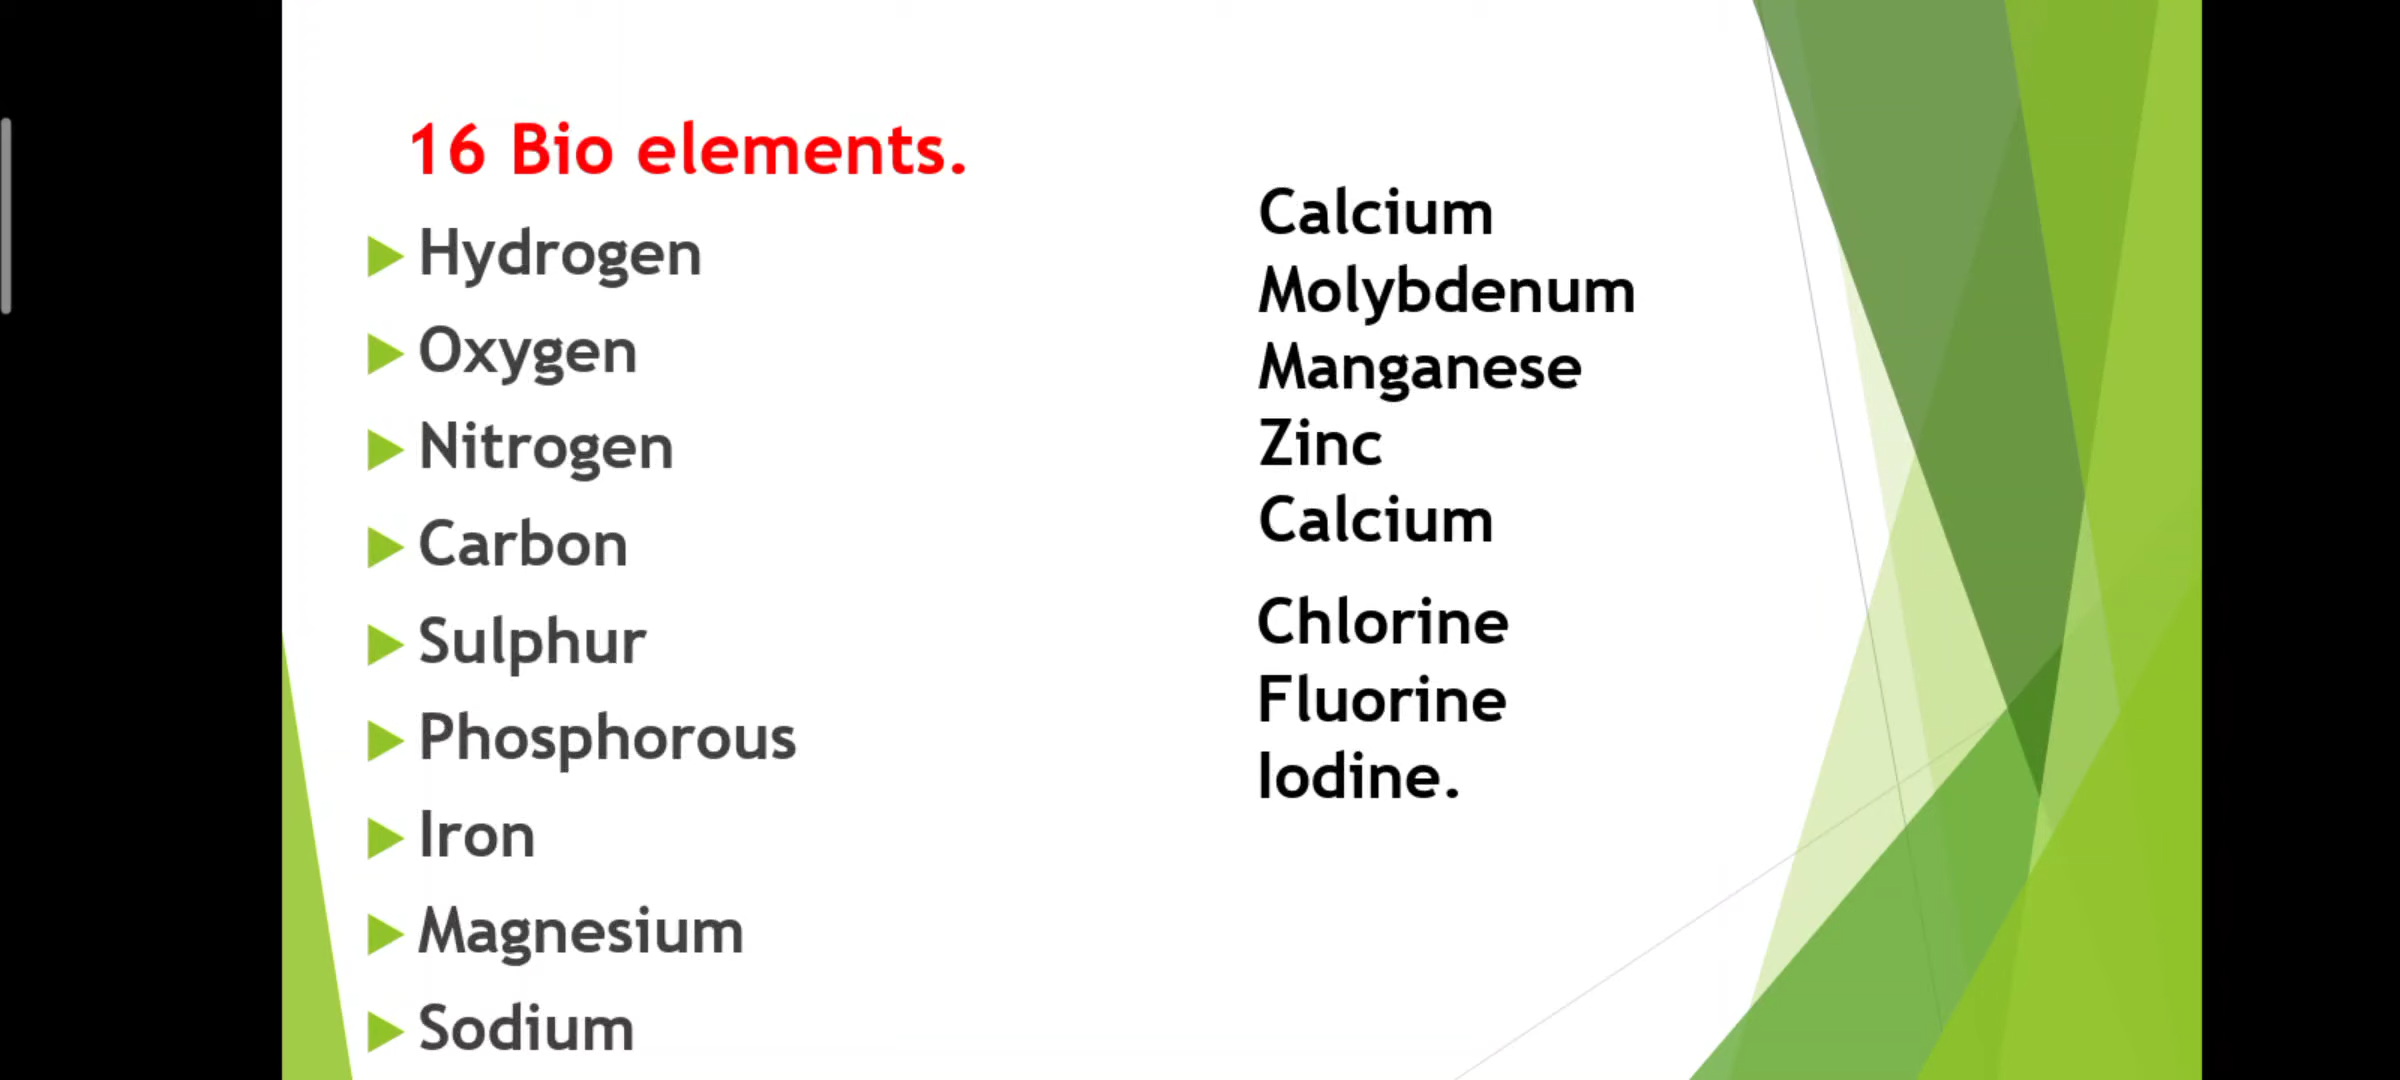 16 Bio elements.
Hydrogen
Oxygen
Nitrogen
Carbon
Sulphur
Phosphorous
Iron
Magnesium
Sodium
Calcium
Molybdenum
Manganese
Zinc
Calcium
Chlorine
Fluorine
Iodine.